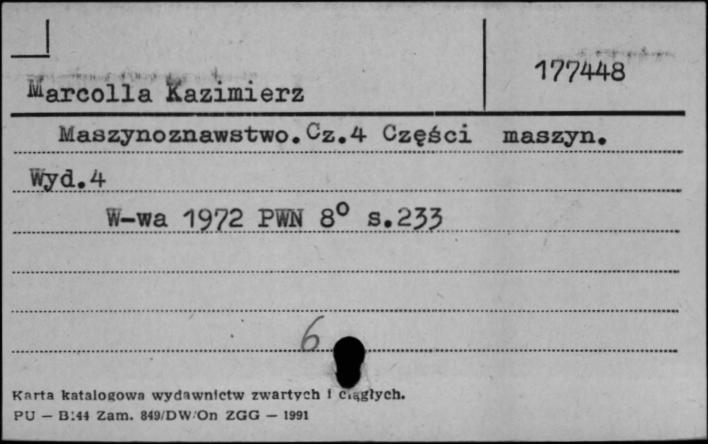 177448
Marcolla Kazimierz
Maszynoznawstwo.Cz.4 Części maszyn.
Wyd.4
W-wa 1972 PWN 8° s.233
6
Karta katalogowa wydawnictw zwartych i ciągłych.
PU — B:44 Zam. 849/DW/On ZGG — 1991